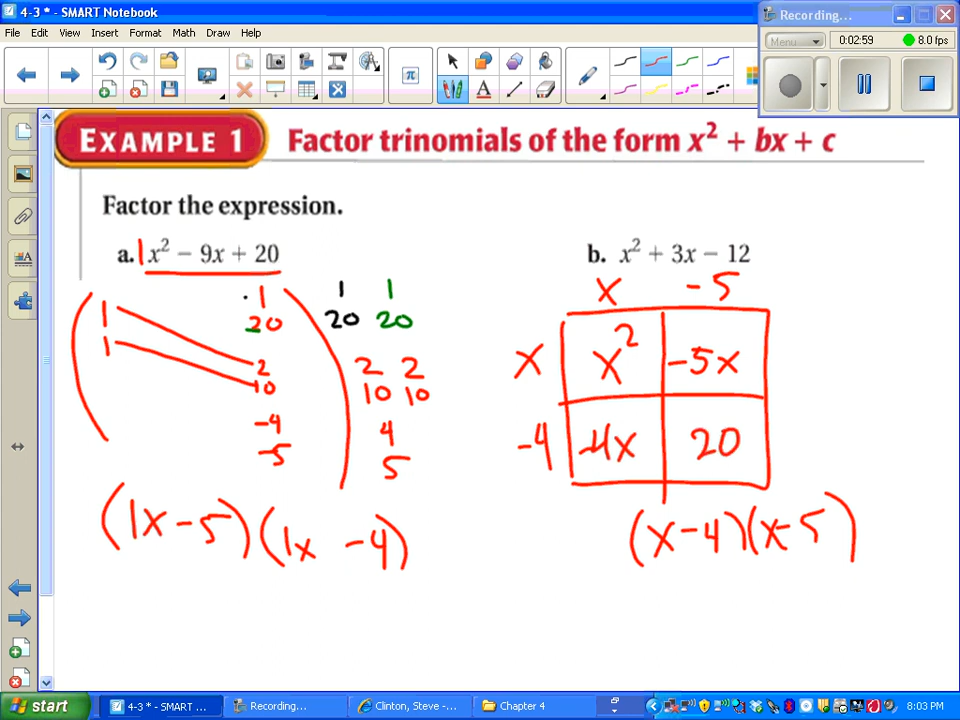 4-3 * - SMART Notebook
Recording...
File Edit View Insert Format Math Draw Help
Menu
0:02:59
8.0 fps
π
A
EXAMPLE 1 Factor trinomials of the form x² + bx + c
Factor the expression.
a. 1x² − 9x + 20
b. x² + 3x − 12
1 1 1
20 20 20
1
1
2 2 2
10 10 10
-4 4
-5 5
(1x - 5)(1x - 4)
x -5
x x² -5x
-4 -4x 20
(x-4)(x-5)
start
4-3 * - SMART ...
Recording...
Clinton, Steve -...
Chapter 4
8:03 PM